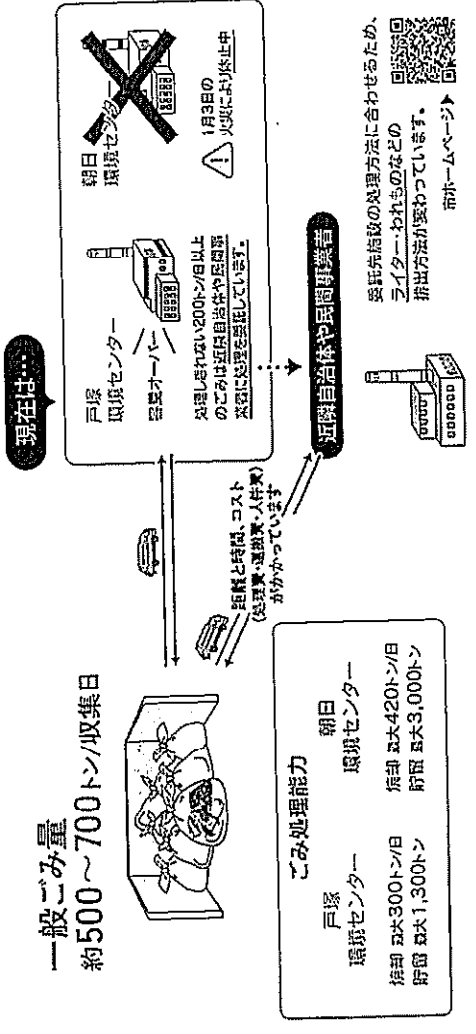 現在は…
一般ごみ量
約500～700トン/収集日
戸塚
環境センター
容量オーバー
処理し切れない200トン/日以上
のごみは近隣自治体や民間事
業者に処理を委託しています。
朝日
環境センター
1月3日の
火災により休止中
距離と時間、コスト
(処理費・運搬費・人件費)
がかかっています
近隣自治体や民間事業者
ごみ処理能力
戸塚
環境センター
焼却 最大300トン/日
貯留 最大1,300トン
朝日
環境センター
焼却 最大420トン/日
貯留 最大3,000トン
委託先施設の処理方法に合わせるため、
ライター・われものなどの
排出方法が変わっています。
市ホームページ▶